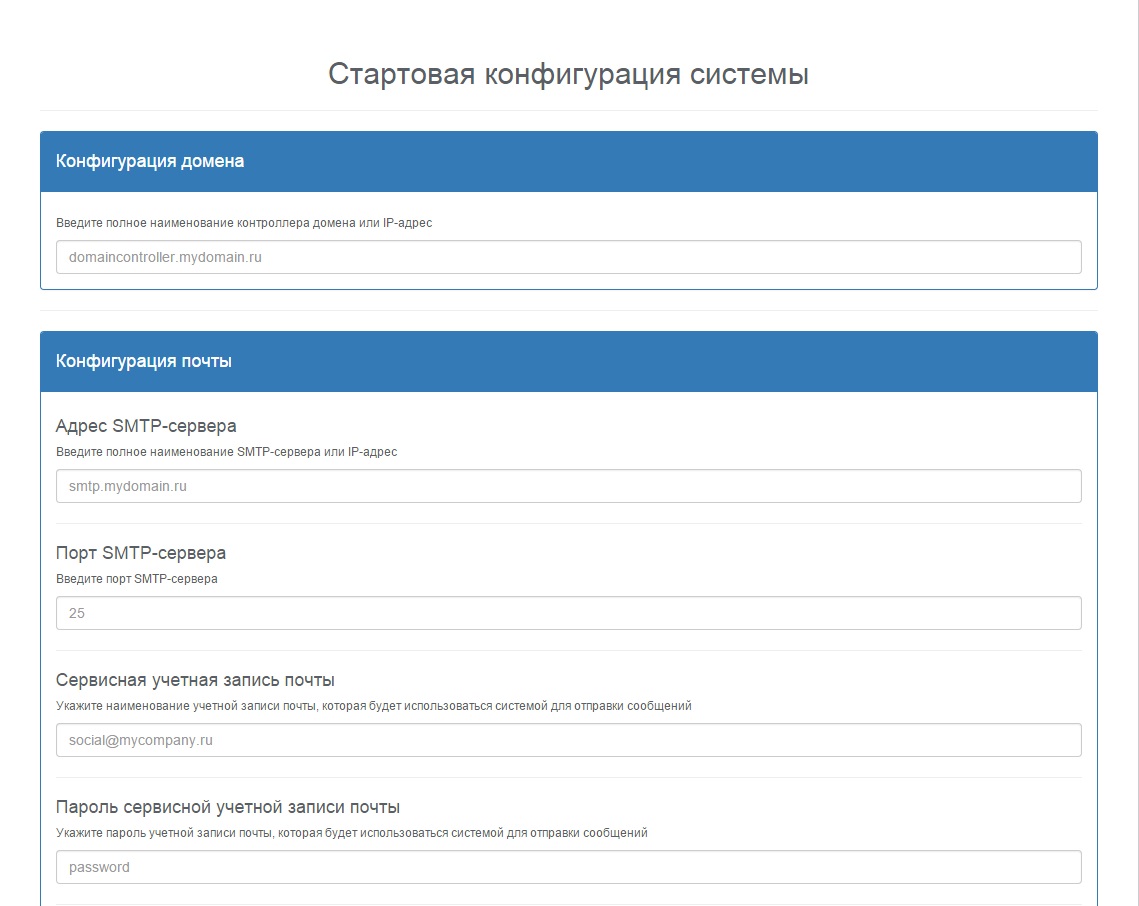 Стартовая конфигурация системы
Конфигурация домена
Введите полное наименование контроллера домена или IP-адрес
domaincontroller.mydomain.ru
Конфигурация почты
Адрес SMTP-сервера
Введите полное наименование SMTP-сервера или IP-адрес
smtp.mydomain.ru
Порт SMTP-сервера
Введите порт SMTP-сервера
25
Сервисная учетная запись почты
Укажите наименование учетной записи почты, которая будет использоваться системой для отправки сообщений
social@mycompany.ru
Пароль сервисной учетной записи почты
Укажите пароль учетной записи почты, которая будет использоваться системой для отправки сообщений
password